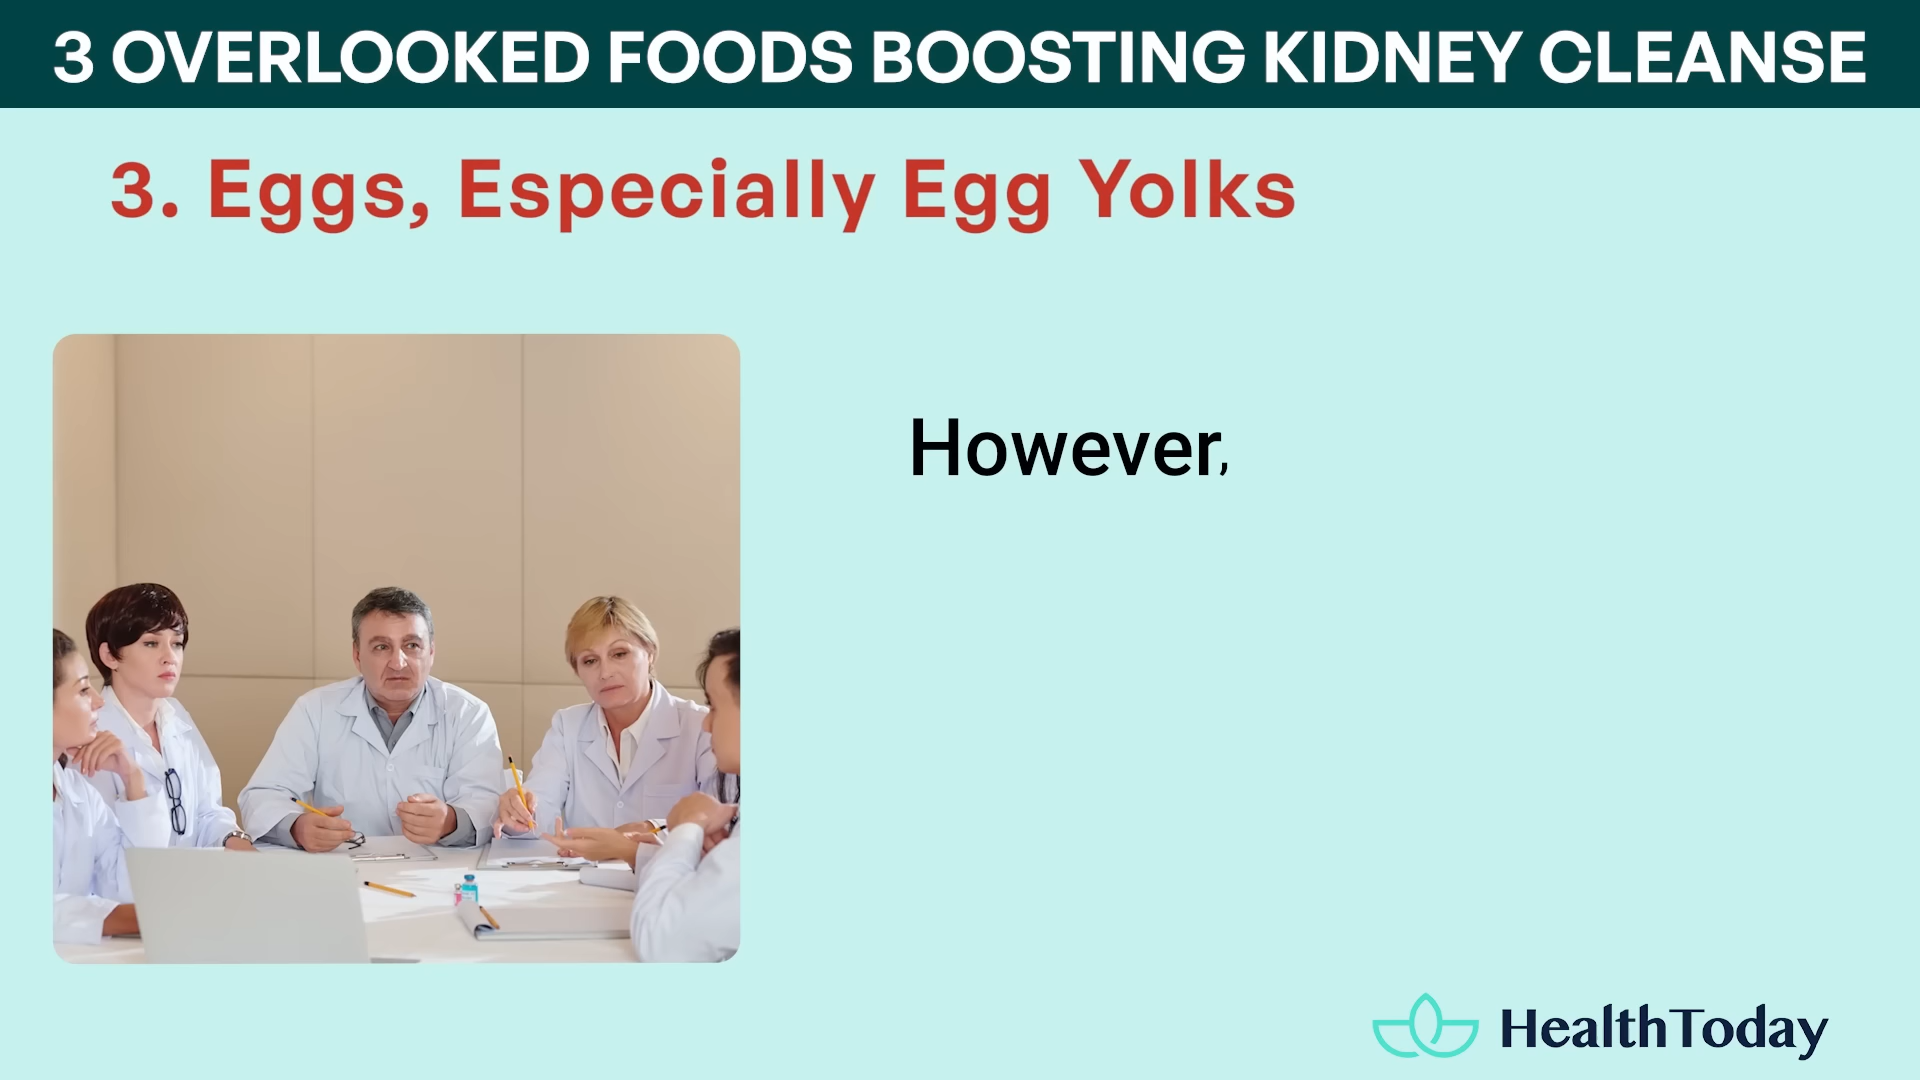 3 OVERLOOKED FOODS BOOSTING KIDNEY CLEANSE
3. Eggs, Especially Egg Yolks
However,
HealthToday